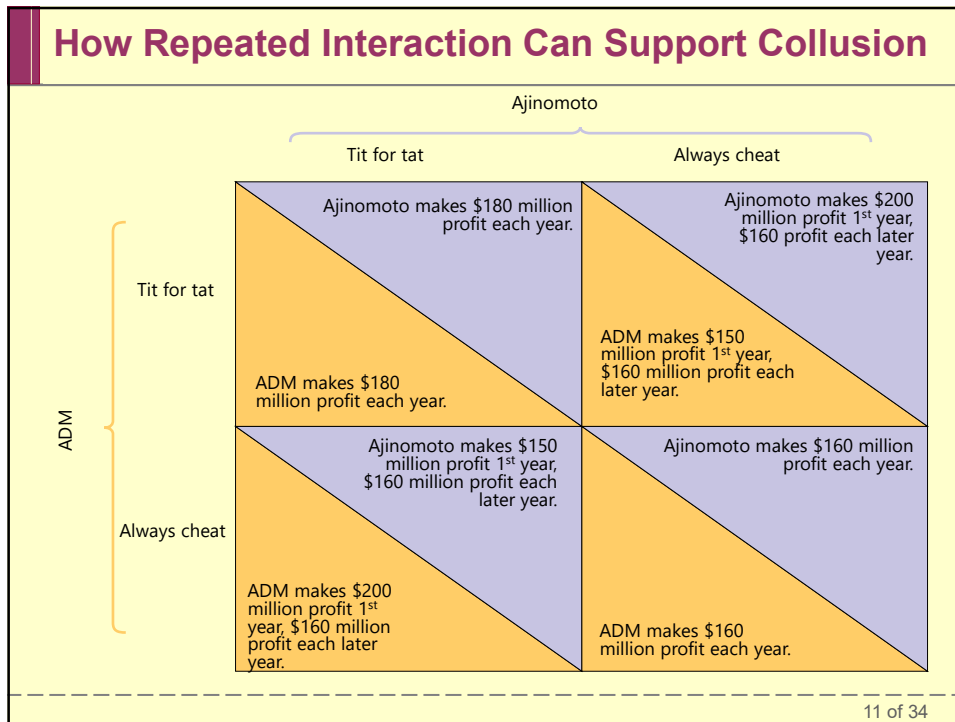 How Repeated Interaction Can Support Collusion
Ajinomoto
Tit for tat
Always cheat
ADM
Tit for tat
Ajinomoto makes $180 million
profit each year.
ADM makes $180
million profit each year.
Ajinomoto makes $200
million profit 1st year,
$160 profit each later
year.
ADM makes $150
million profit 1st year,
$160 million profit each
later year.
Always cheat
Ajinomoto makes $150
million profit 1st year,
$160 million profit each
later year.
ADM makes $200
million profit 1st
year, $160 million
profit each later
year.
Ajinomoto makes $160 million
profit each year.
ADM makes $160
million profit each year.
11 of 34